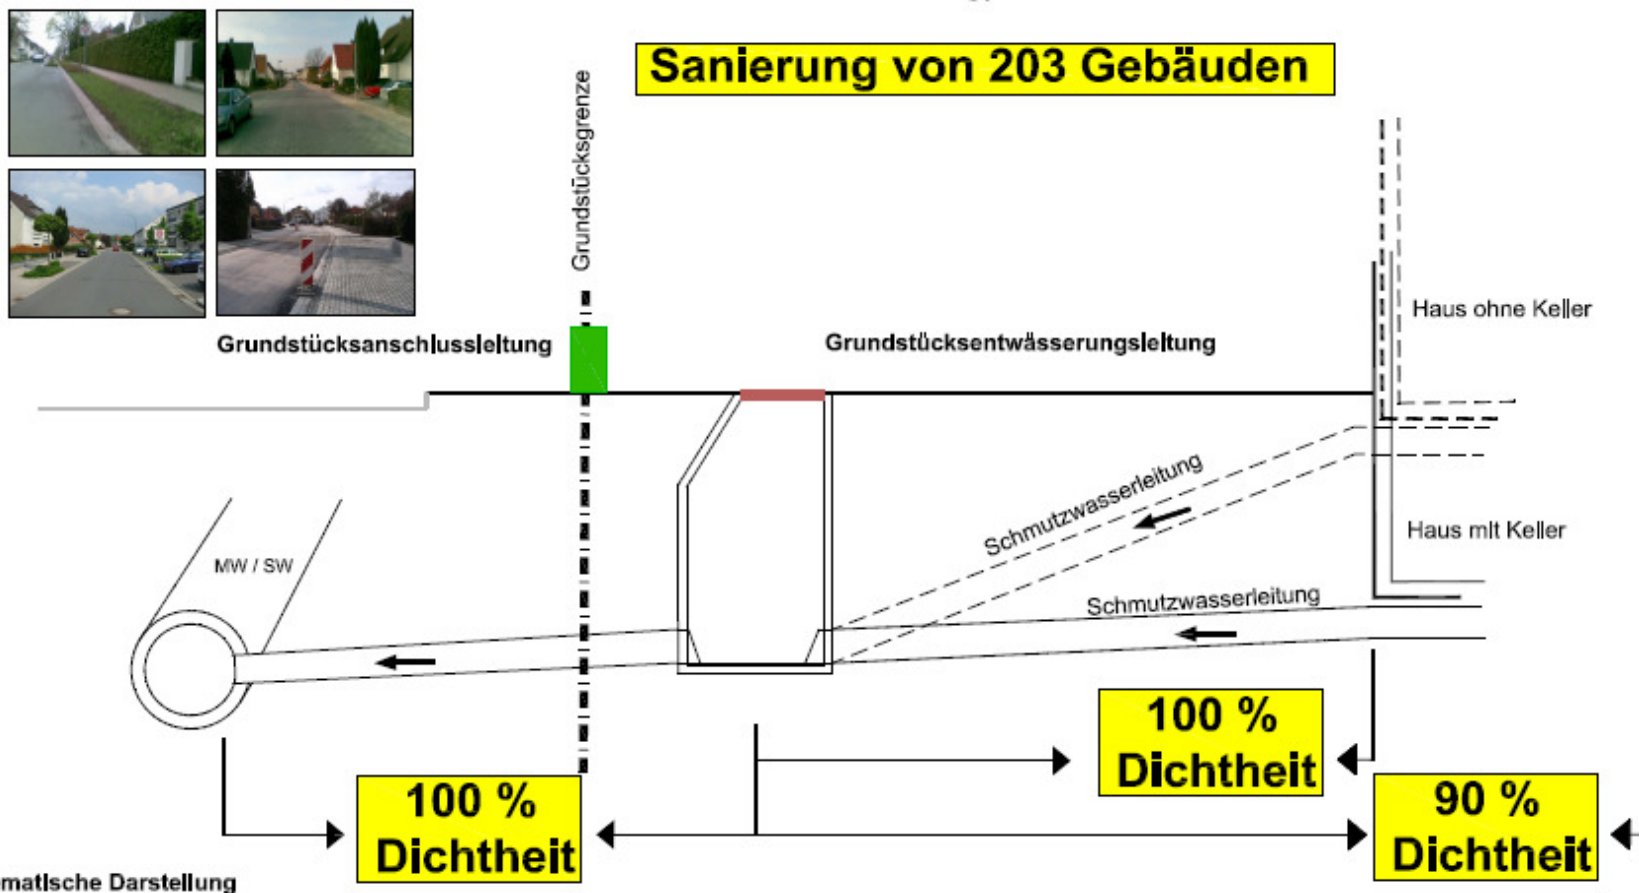 Sanierung von 203 Gebäuden
Grundstücksgrenze
Haus ohne Keller
Grundstücksanschlussleitung
Grundstücksentwässerungsleitung
Schmutzwasserleitung
Haus mit Keller
MW / SW
Schmutzwasserleitung
100 %
Dichtheit
100 %
Dichtheit
90 %
Dichtheit
matische Darstellung